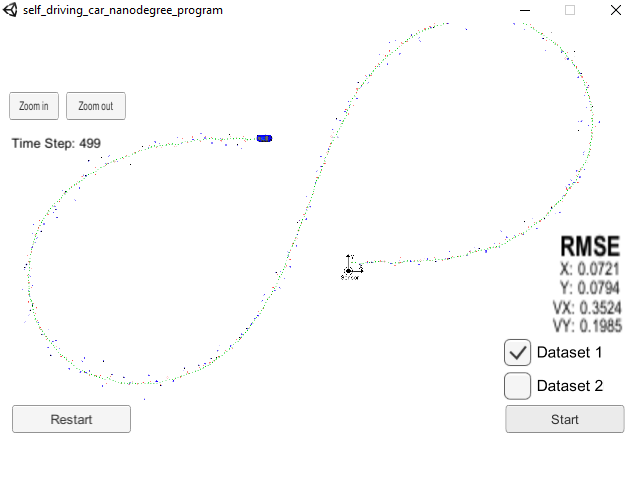 self_driving_car_nanodegree_program
Zoom in
Zoom out
Time Step: 499
Sensor
RMSE
X: 0.0721
Y: 0.0794
VX: 0.3524
VY: 0.1985
Dataset 1
Dataset 2
Restart
Start